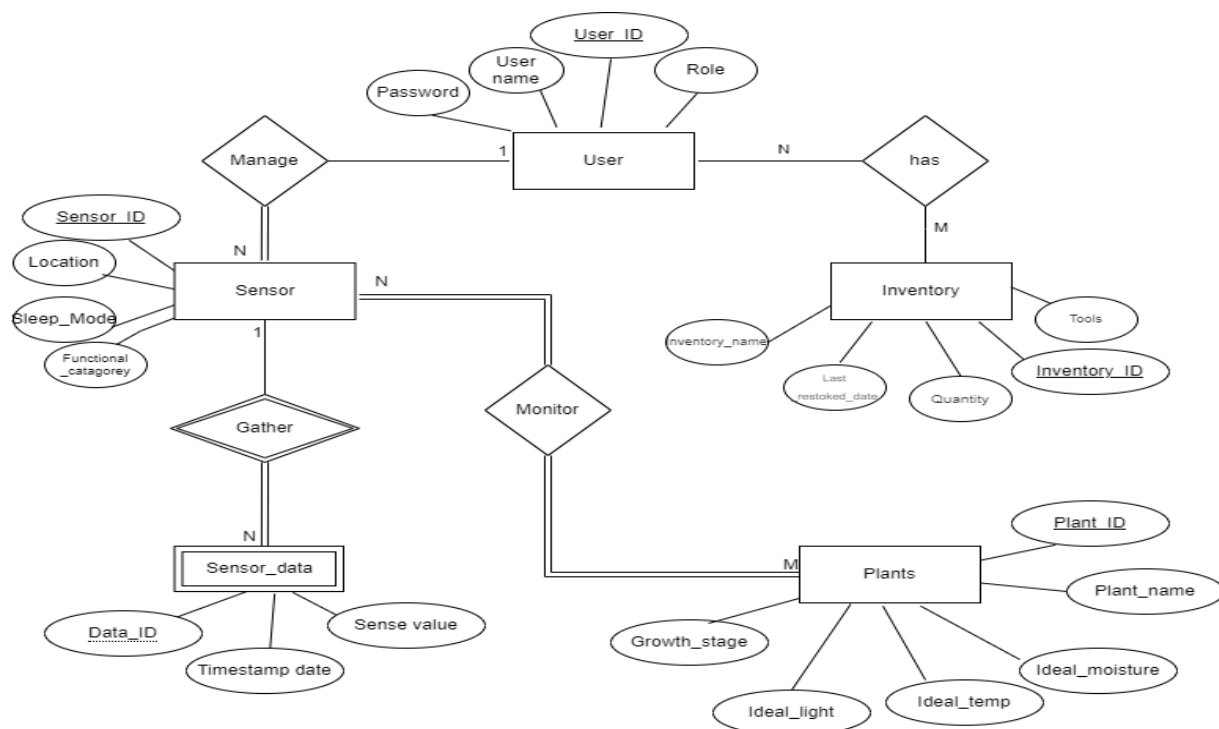 User_ID
User
name
Role
Password
Manage
1
User
N
has
Sensor_ID
M
N
Location
N
Sensor
Inventory
Sleep_Mode
1
Tools
Functional
_catagorey
Inventory_name
Inventory_ID
Last
restoked_date
Quantity
Monitor
Gather
Plant_ID
N
M
Sensor_data
Plants
Plant_name
Data_ID
Sense value
Growth_stage
Timestamp date
Ideal_moisture
Ideal_temp
Ideal_light